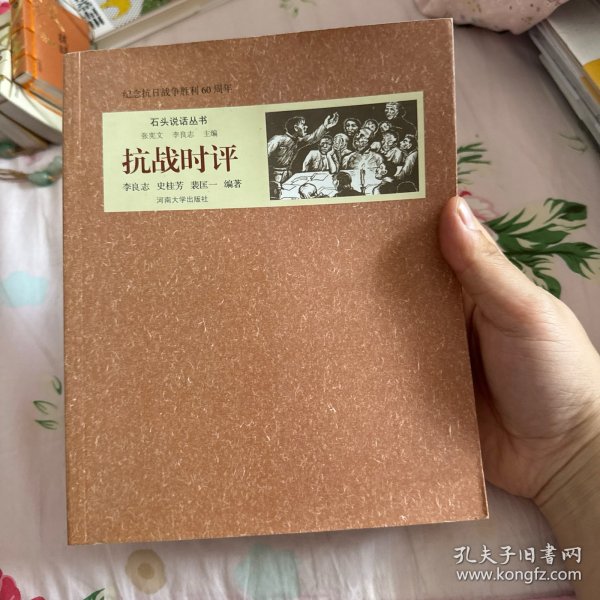 纪念抗日战争胜利60周年
石头说话丛书
张宪文 李良志 主编
抗战时评
李良志 史桂芳 裴匡一 编著
河南大学出版社
孔夫子旧书网
www.kongfz.com